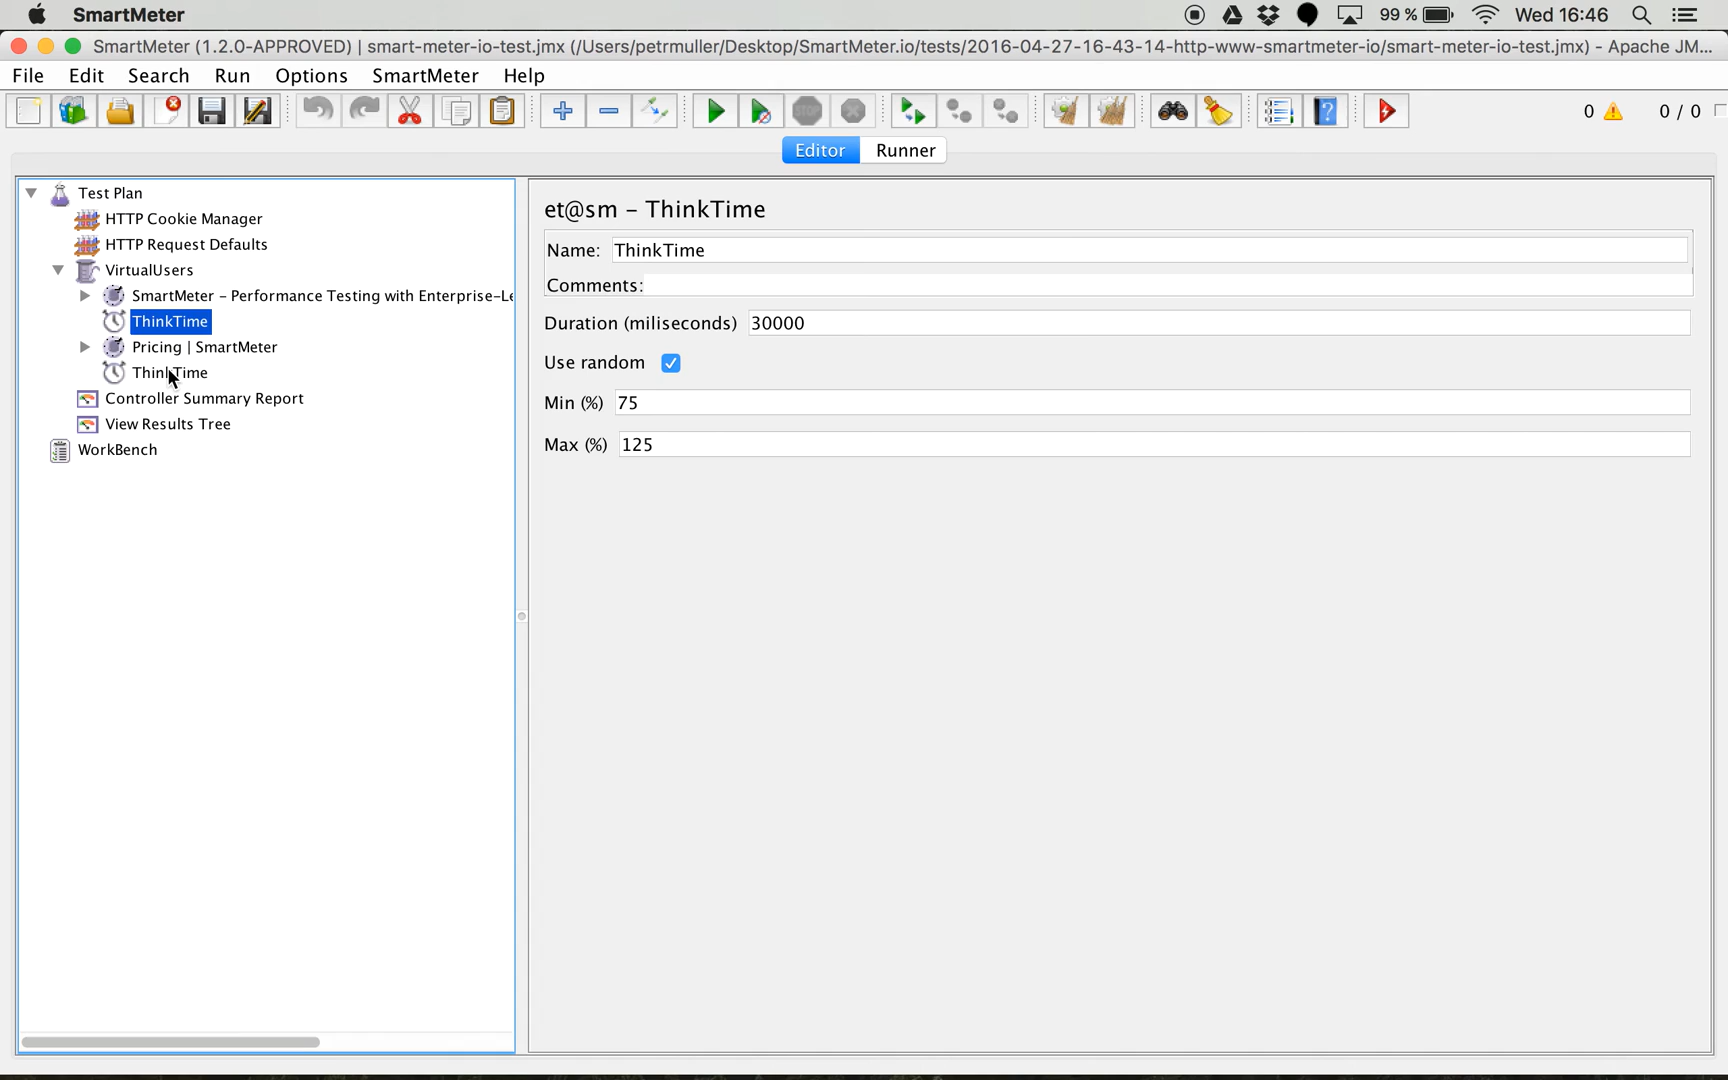 SmartMeter
99 %
Wed 16:46
SmartMeter (1.2.0-APPROVED) | smart-meter-io-test.jmx (/Users/petrmuller/Desktop/SmartMeter.io/tests/2016-04-27-16-43-14-http-www-smartmeter-io/smart-meter-io-test.jmx) - Apache JM...
File Edit Search Run Options SmartMeter Help
STOP
0
0 / 0
Editor Runner
Test Plan
HTTP Cookie Manager
HTTP Request Defaults
VirtualUsers
SmartMeter – Performance Testing with Enterprise-Le
ThinkTime
Pricing | SmartMeter
ThinkTime
Controller Summary Report
View Results Tree
WorkBench
et@sm – ThinkTime
Name: ThinkTime
Comments:
Duration (miliseconds) 30000
Use random
Min (%) 75
Max (%) 125